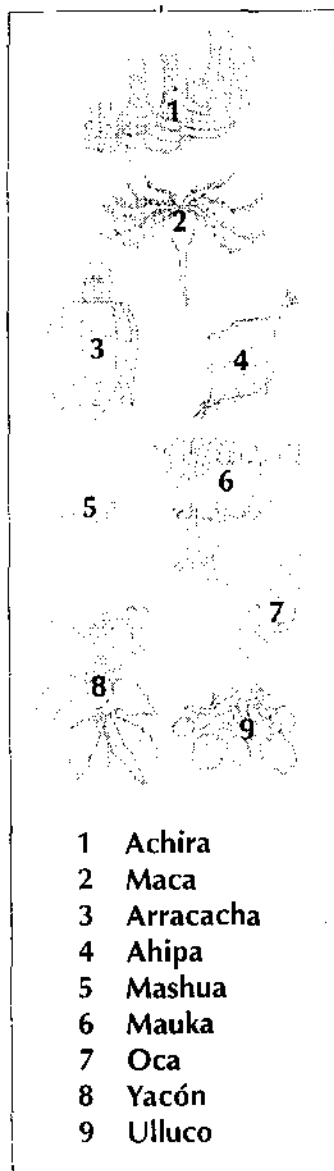 1
2
3
4
6
5
7
8
9
1 Achira
2 Maca
3 Arracacha
4 Ahipa
5 Mashua
6 Mauka
7 Oca
8 Yacón
9 Ulluco